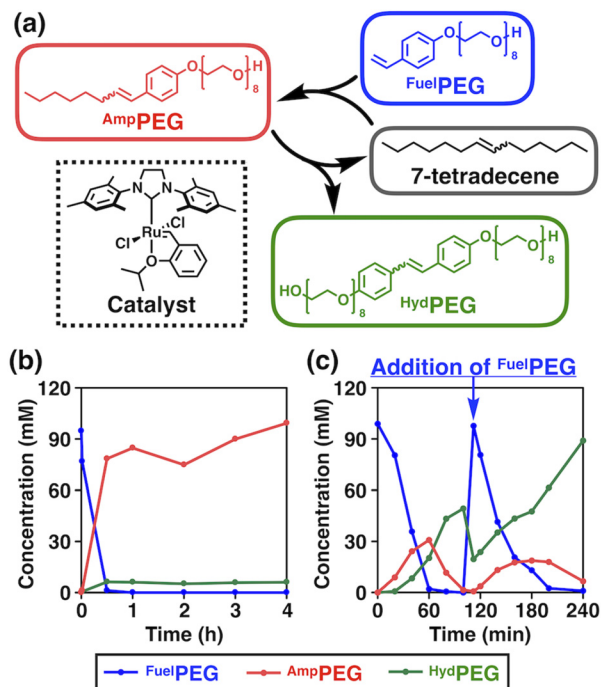 (a)
O
O
H
8
AmpPEG
O
O
H
8
FuelPEG
7-tetradecene
N
N
Cl
Ru
Cl
O
Catalyst
O
O
H
8
HO
O
8
HydPEG
(b)
120
90
60
30
0
Concentration (mM)
0 1 2 3 4
Time (h)
(c)
Addition of FuelPEG
120
90
60
30
0
Concentration (mM)
0 60 120 180 240
Time (min)
FuelPEG AmpPEG HydPEG